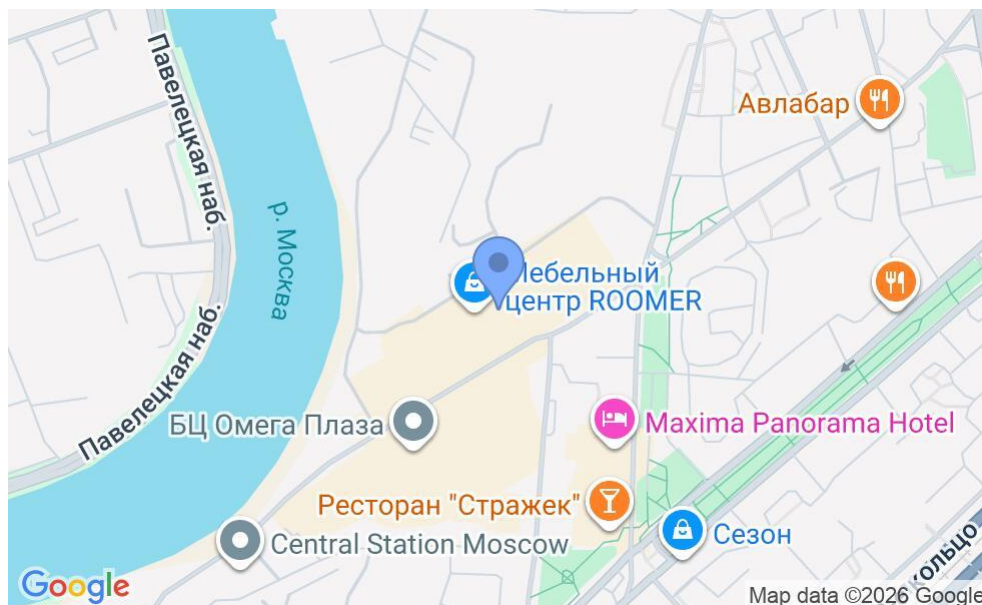 Павелецкая наб.
Авлабар
р. Москва
Мебельный
центр ROOMER
Павелецкая наб.
БЦ Омега Плаза
Maxima Panorama Hotel
Ресторан "Стражек"
Сезон
Central Station Moscow
кольцо
Google
Map data ©2026 Google